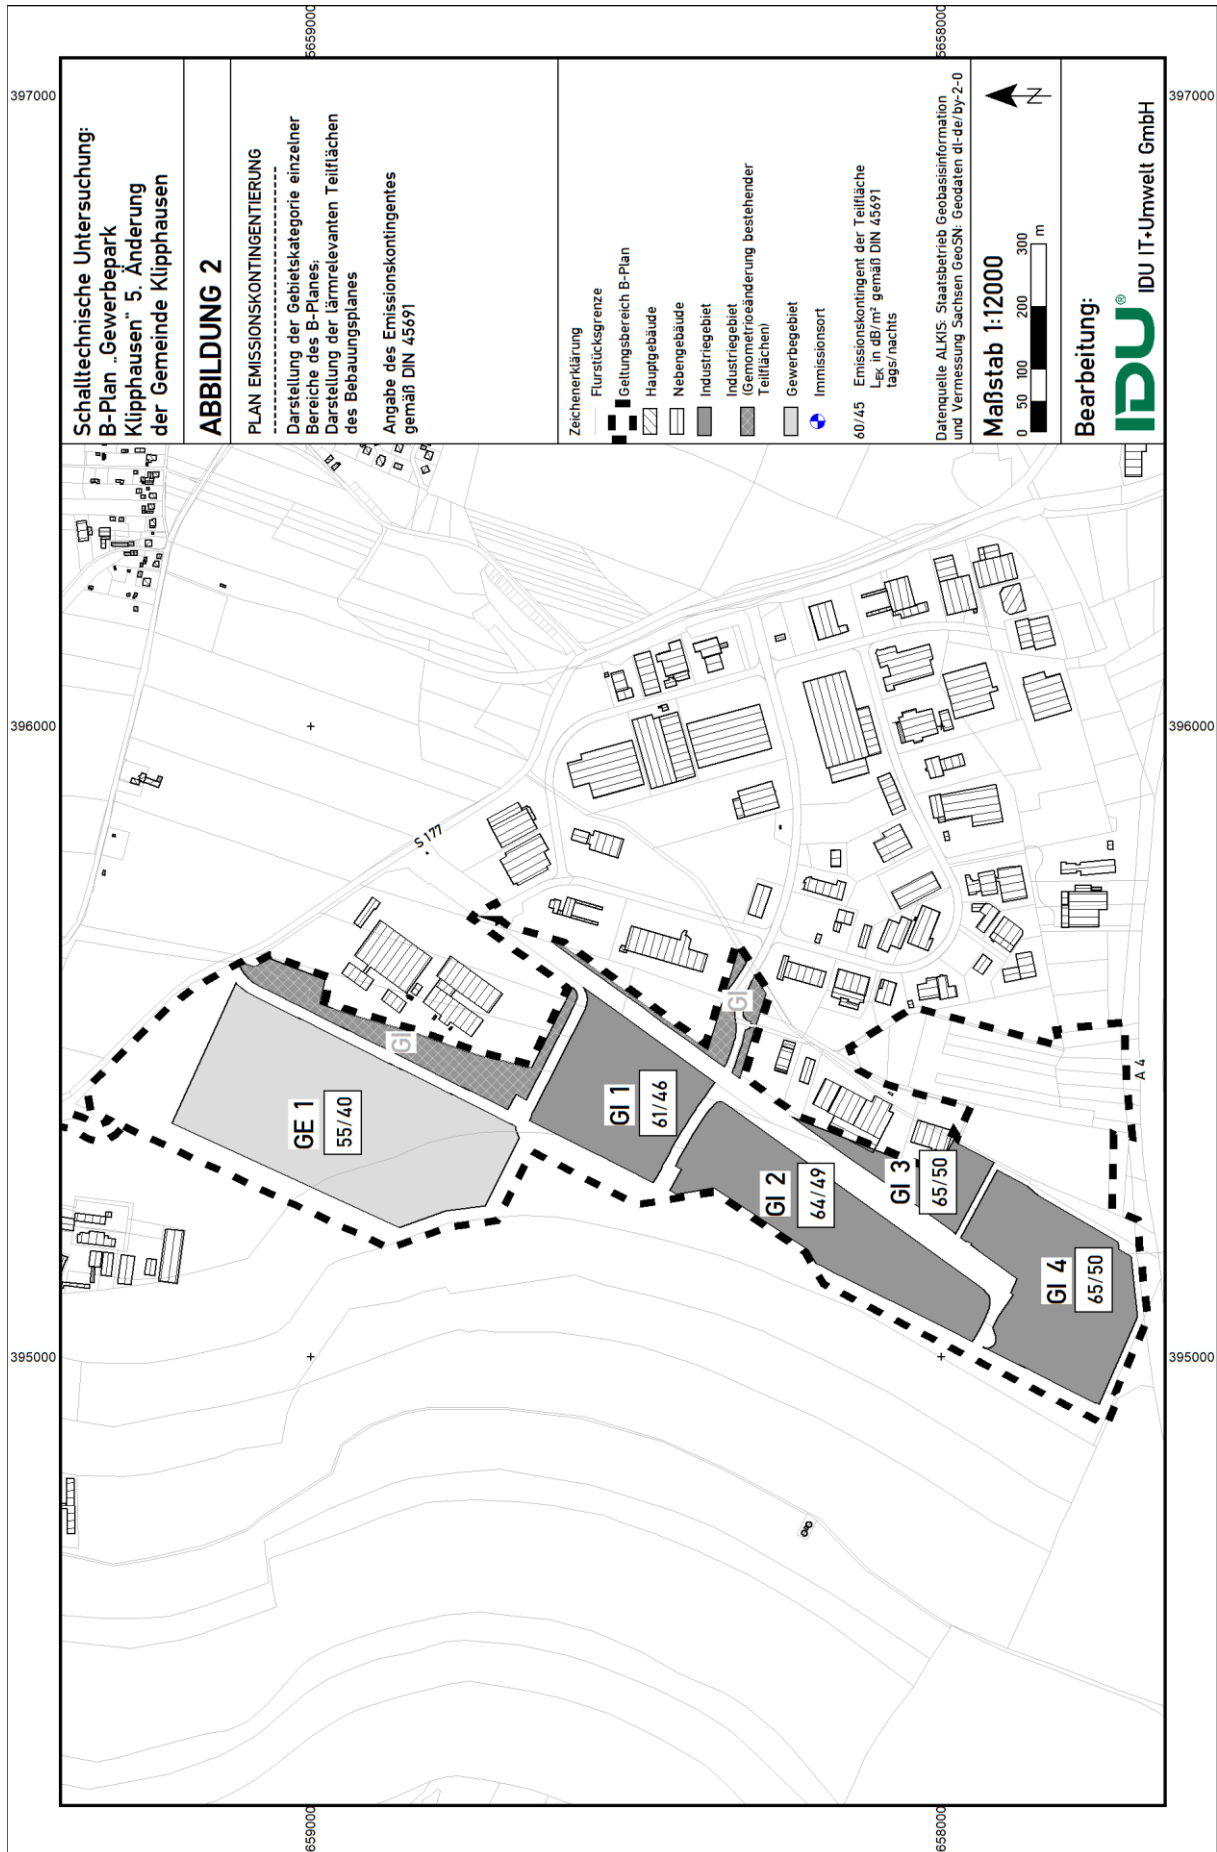 Schalltechnische Untersuchung:
B-Plan „Gewerbepark
Klipphausen" 5. Änderung
der Gemeinde Klipphausen
ABBILDUNG 2
PLAN EMISSIONSKONTINGENTIERUNG
Darstellung der Gebietskategorie einzelner
Bereiche des B-Planes;
Darstellung der lärmrelevanten Teilflächen
des Bebauungsplanes
Angabe des Emissionskontingentes
gemäß DIN 45691
Zeichenerklärung
Flurstücksgrenze
Geltungsbereich B-Plan
Hauptgebäude
Nebengebäude
Industriegebiet
Industriegebiet
(Gemometrioeänderung bestehender
Teilflächen)
Gewerbegebiet
Immissionsort
60/45 Emissionskontingent der Teilfläche
LEK in dB/m² gemäß DIN 45691
tags/nachts
Datenquelle ALKIS: Staatsbetrieb Geobasisinformation
und Vermessung Sachsen GeoSN: Geodaten dl-de/by-2-0
Maßstab 1:12000
N
0 50 100 200 300
m
Bearbeitung:
IDU® IDU IT+Umwelt GmbH
397000
397000
396000
396000
395000
395000
5659000
5658000
659000
658000
S 177
A 4
GE 1
55/40
GI
GI
GI 1
61/46
GI 2
64/49
GI 3
65/50
GI 4
65/50